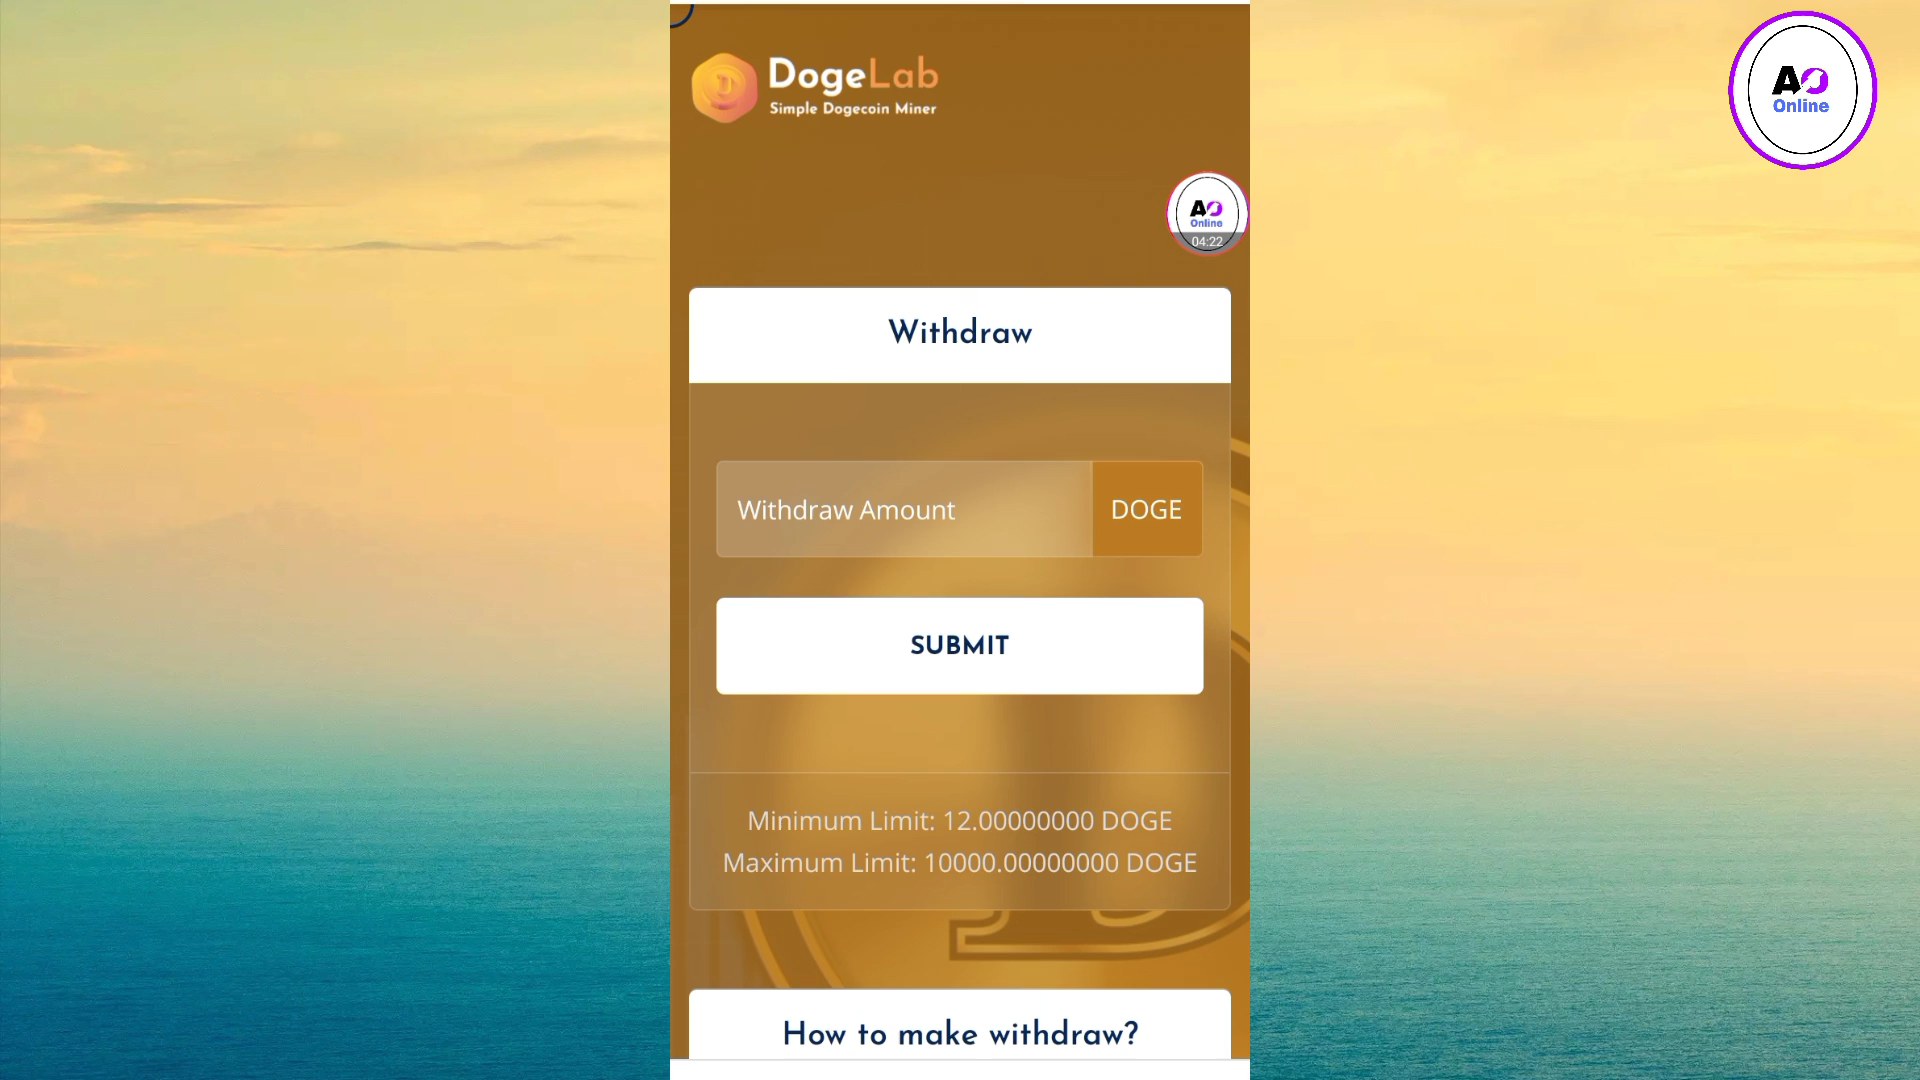 DogeLab
Simple Dogecoin Miner
AO
Online
AO
Online
04:22
Withdraw
Withdraw Amount
DOGE
SUBMIT
Minimum Limit: 12.00000000 DOGE
Maximum Limit: 10000.00000000 DOGE
How to make withdraw?